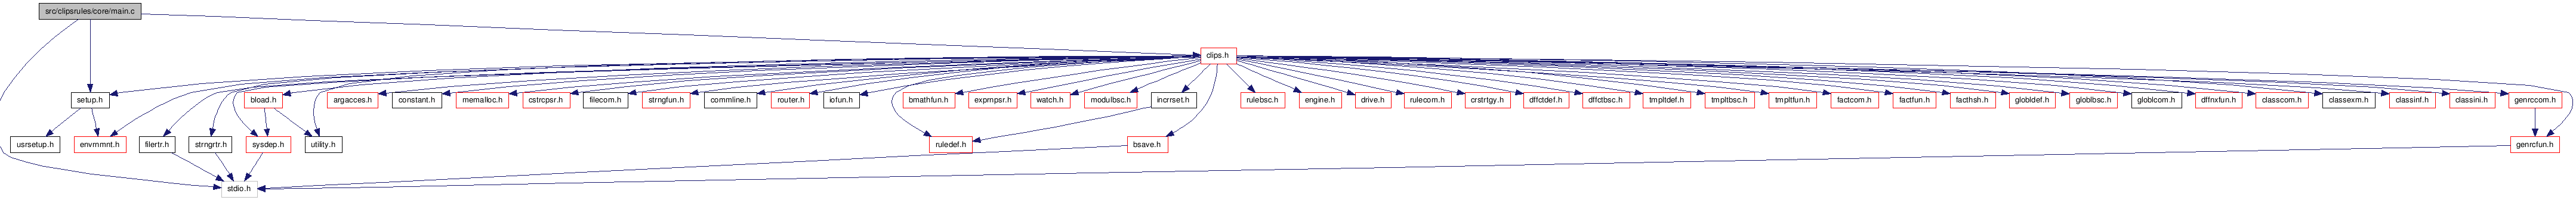 src/clipsrules/core/main.c
clips.h
setup.h
bload.h
argacces.h
constant.h
memalloc.h
cstrcpsr.h
filecom.h
strngfun.h
commline.h
router.h
iofun.h
bmathfun.h
exprnpsr.h
watch.h
modulbsc.h
incrrset.h
rulebsc.h
engine.h
drive.h
rulecom.h
crstrtgy.h
dffctdef.h
dffctbsc.h
tmpltdef.h
tmpltbsc.h
tmpltfun.h
factcom.h
factfun.h
facthsh.h
globldef.h
globlbsc.h
globlcom.h
dffnxfun.h
classcom.h
classexm.h
classinf.h
classini.h
genrccom.h
usrsetup.h
envrnmnt.h
filertr.h
strngrtr.h
sysdep.h
utility.h
ruledef.h
bsave.h
genrcfun.h
stdio.h